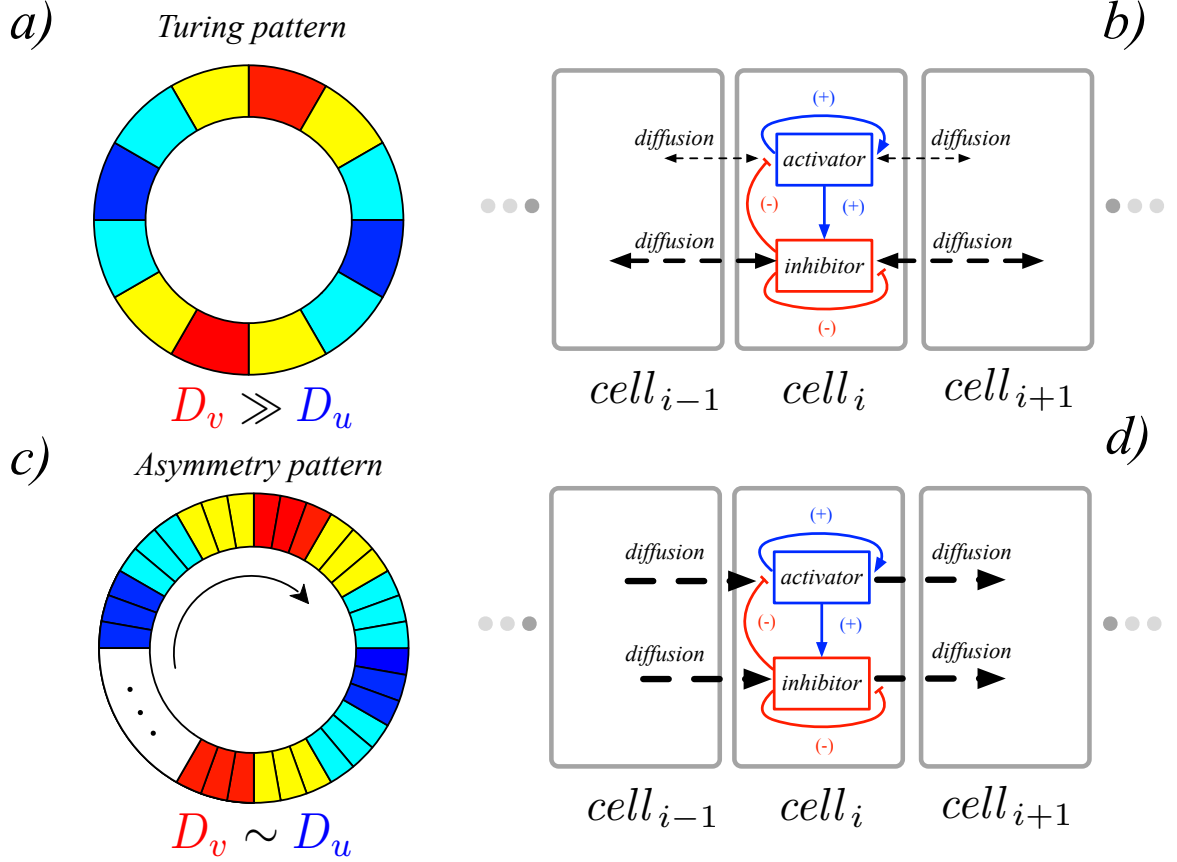 a)
Turing pattern
D_v ≫ D_u
b)
(+)
diffusion
activator
diffusion
(-)
(+)
diffusion
inhibitor
diffusion
(-)
cell_{i−1}
cell_i
cell_{i+1}
c)
Asymmetry pattern
D_v ∼ D_u
d)
(+)
diffusion
activator
diffusion
(-)
(+)
diffusion
inhibitor
diffusion
(-)
cell_{i−1}
cell_i
cell_{i+1}